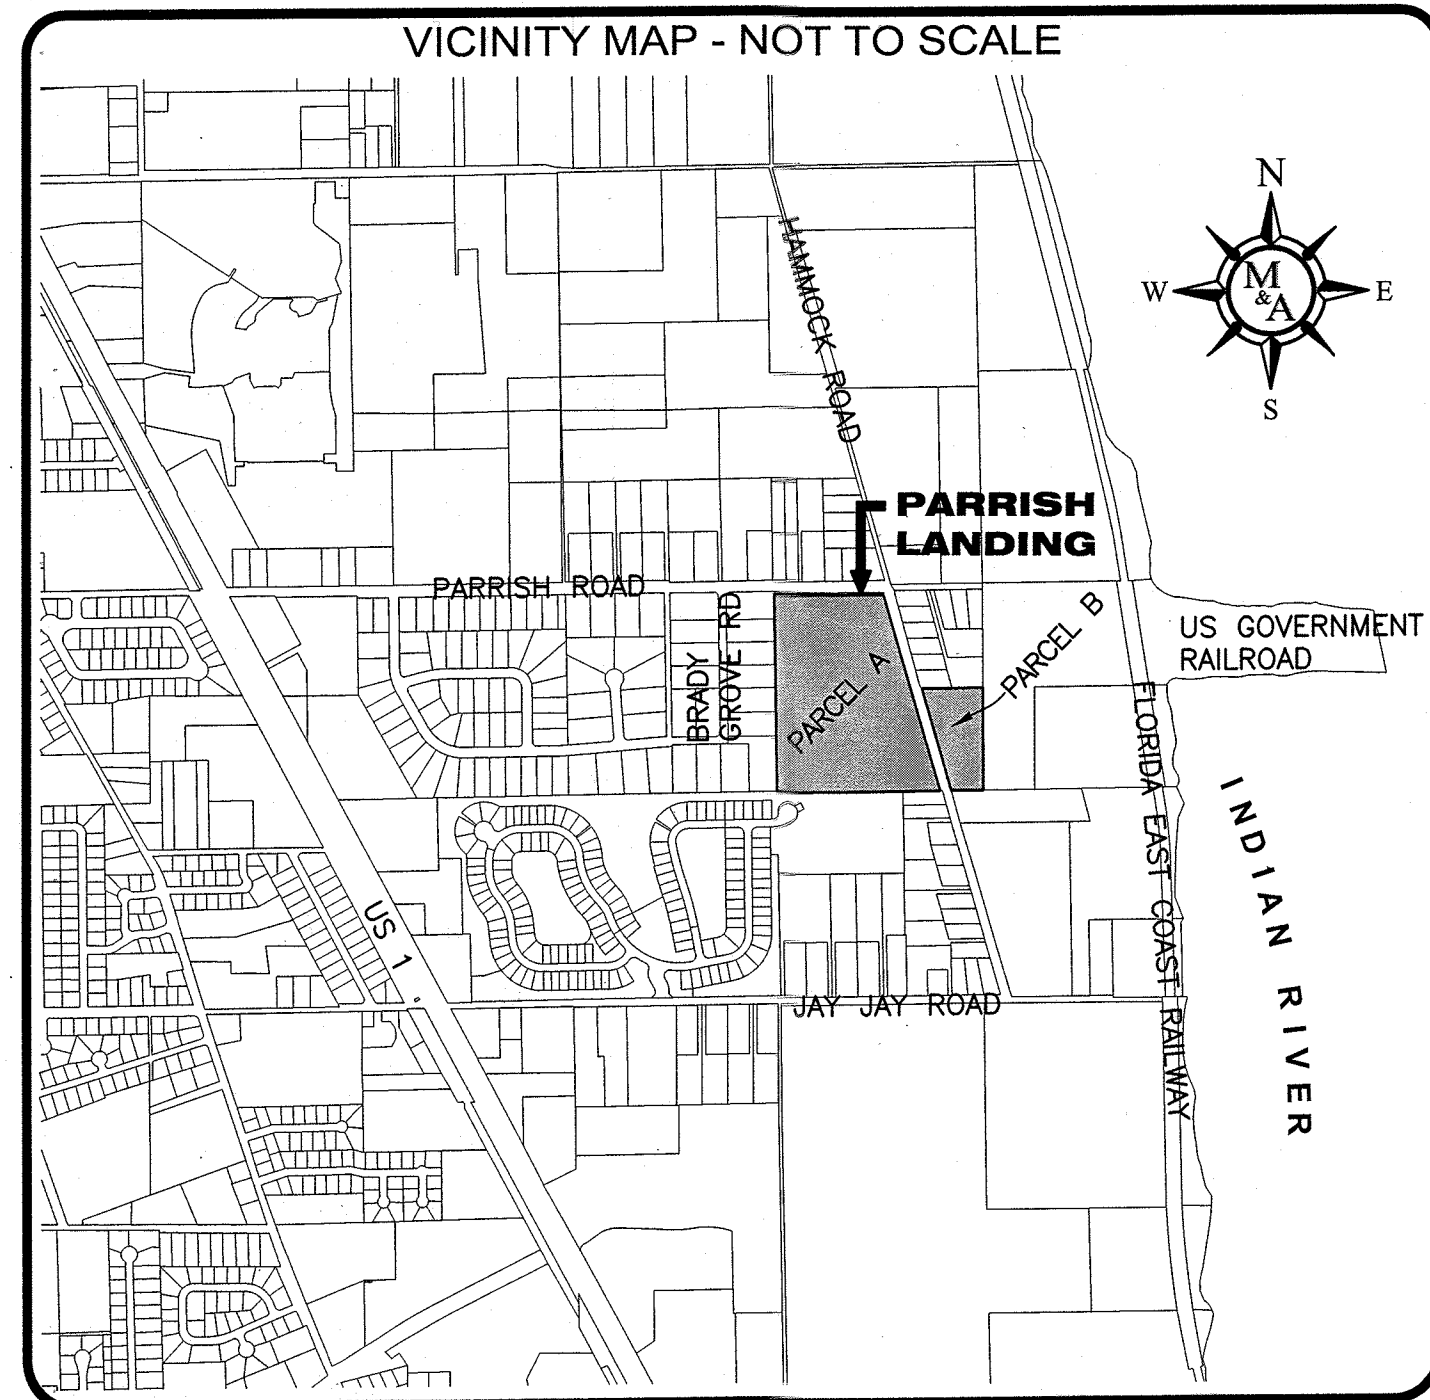 VICINITY MAP - NOT TO SCALE
N
W
M
&
A
E
S
HAMMOCK ROAD
PARRISH
LANDING
PARRISH ROAD
BRADY
GROVE RD
PARCEL A
PARCEL B
US GOVERNMENT
RAILROAD
FLORIDA EAST COAST RAILWAY
INDIAN RIVER
US 1
JAY JAY ROAD